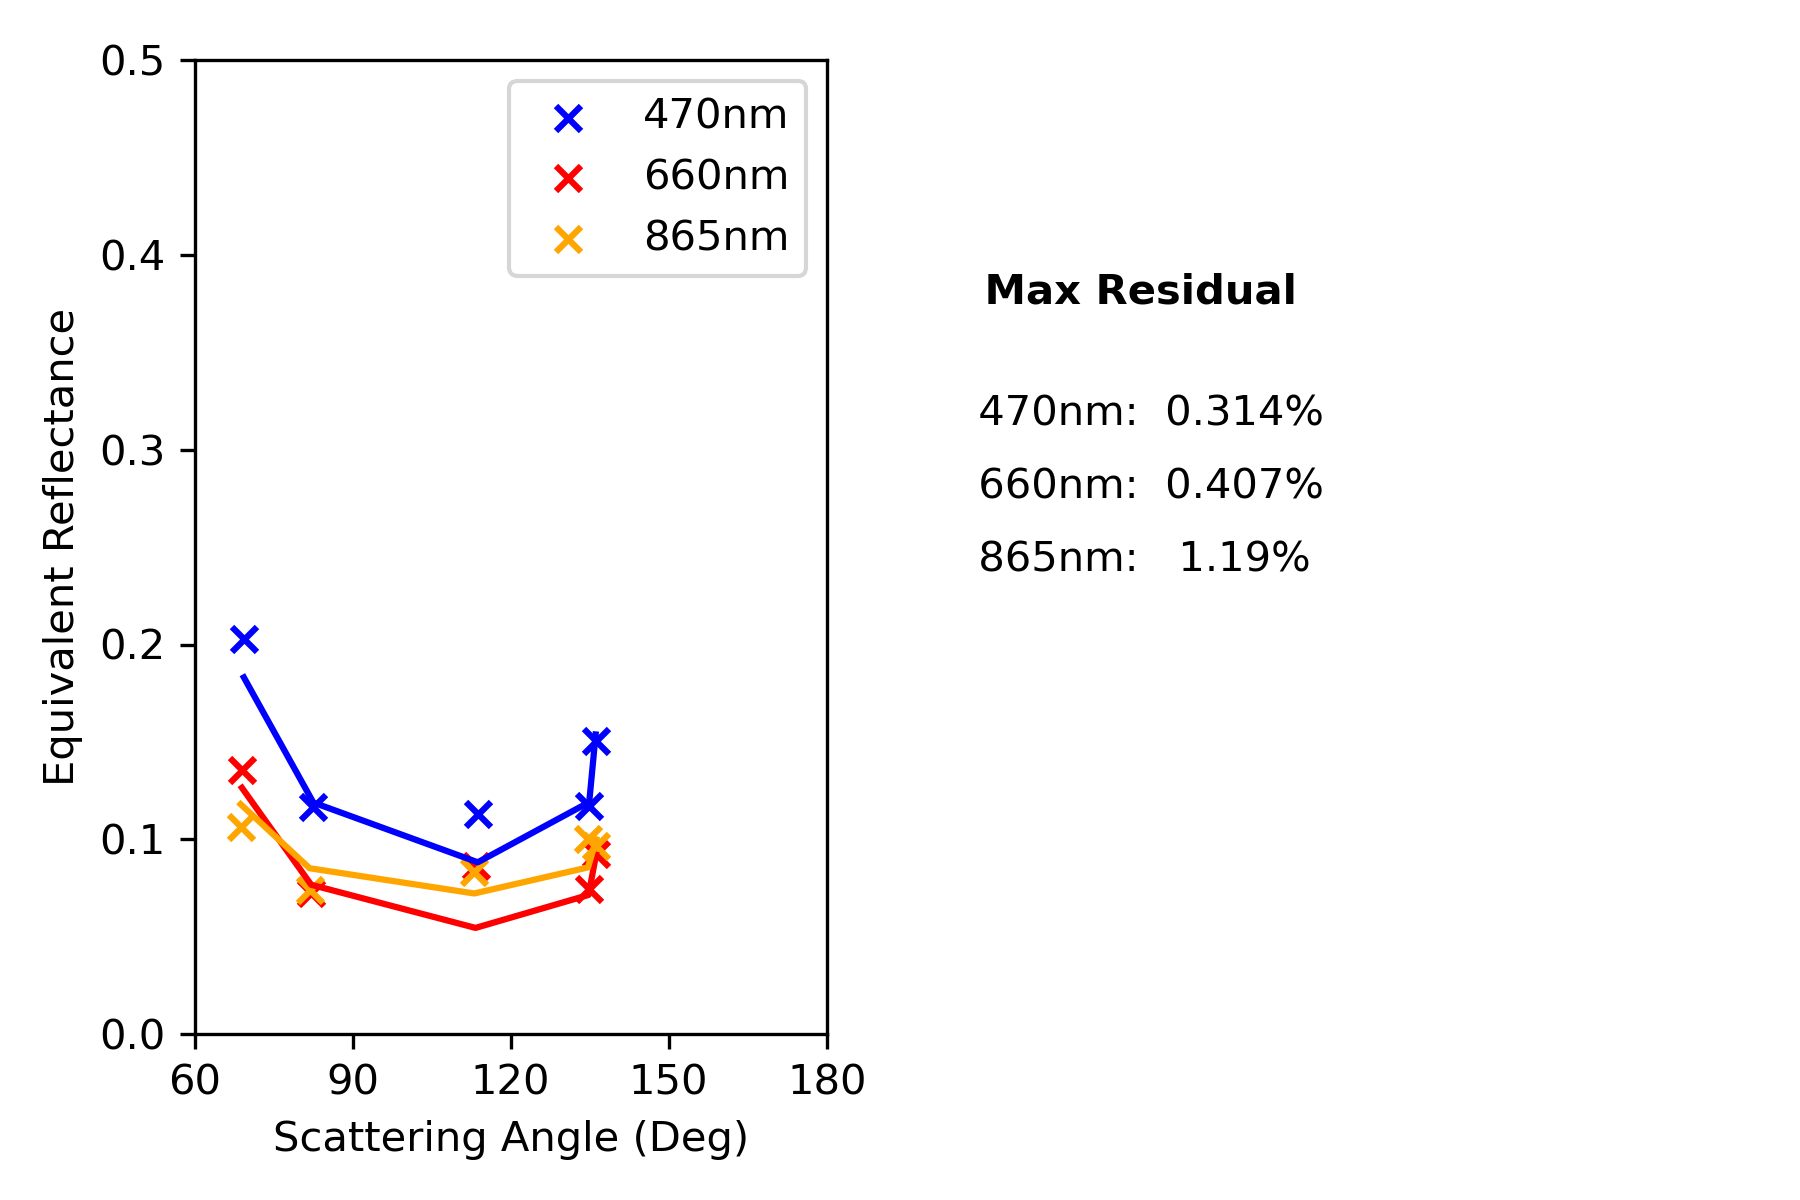 0.5
0.4
0.3
0.2
0.1
0.0
Equivalent Reflectance
60 90 120 150 180
Scattering Angle (Deg)
470nm
660nm
865nm
Max Residual
470nm: 0.314%
660nm: 0.407%
865nm: 1.19%